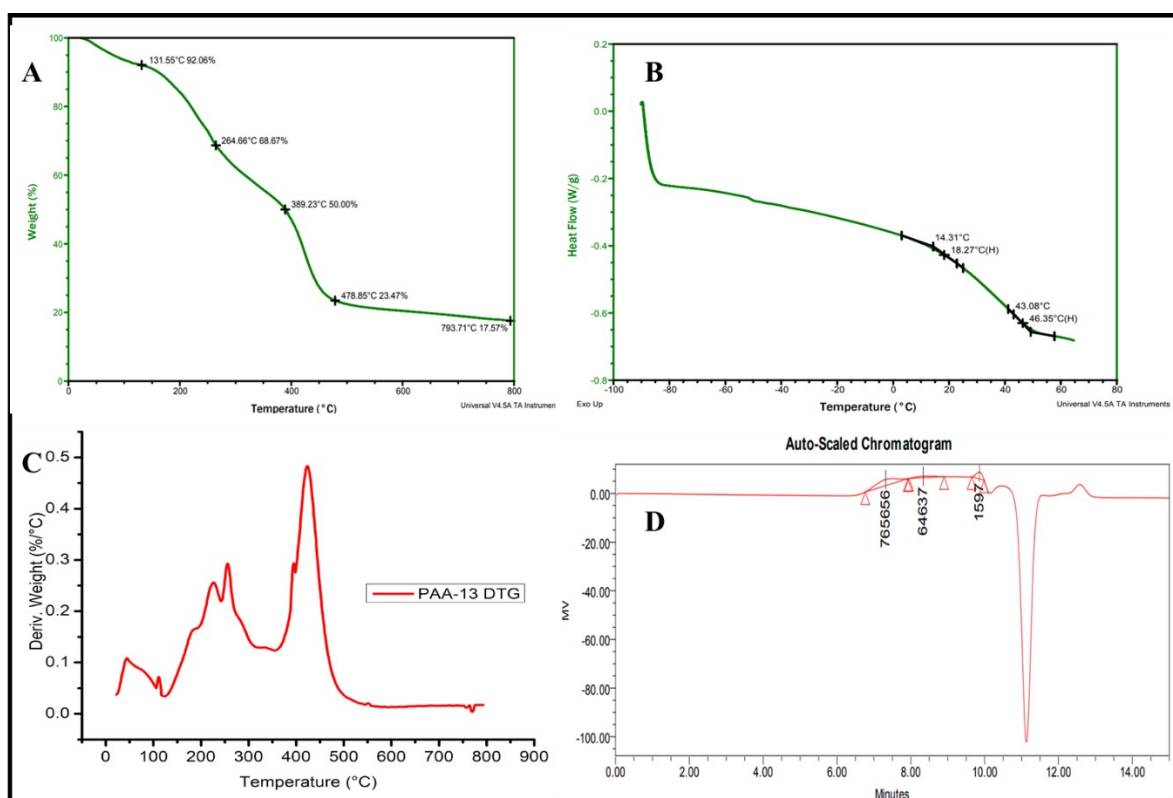 A
100
80
60
40
20
0
Weight (%)
131.55°C 92.06%
264.66°C 68.67%
389.23°C 50.00%
478.85°C 23.47%
793.71°C 17.57%
0
200
400
600
800
Temperature (°C)
Universal V4.5A TA Instrumen
B
0.2
0.0
-0.2
-0.4
-0.6
-0.8
Heat Flow (W/g)
14.31°C
18.27°C(H)
43.08°C
46.35°C(H)
-100
-80
-60
-40
-20
0
20
40
60
80
Exo Up
Temperature (°C)
Universal V4.5A TA Instruments
C
0.5
0.4
0.3
0.2
0.1
0.0
Deriv. Weight (%/°C)
PAA-13 DTG
0
100
200
300
400
500
600
700
800
900
Temperature (°C)
Auto-Scaled Chromatogram
D
0.00
-20.00
-40.00
-60.00
-80.00
-100.00
MV
765656
64637
1597
0.00
2.00
4.00
6.00
8.00
10.00
12.00
14.00
Minutes